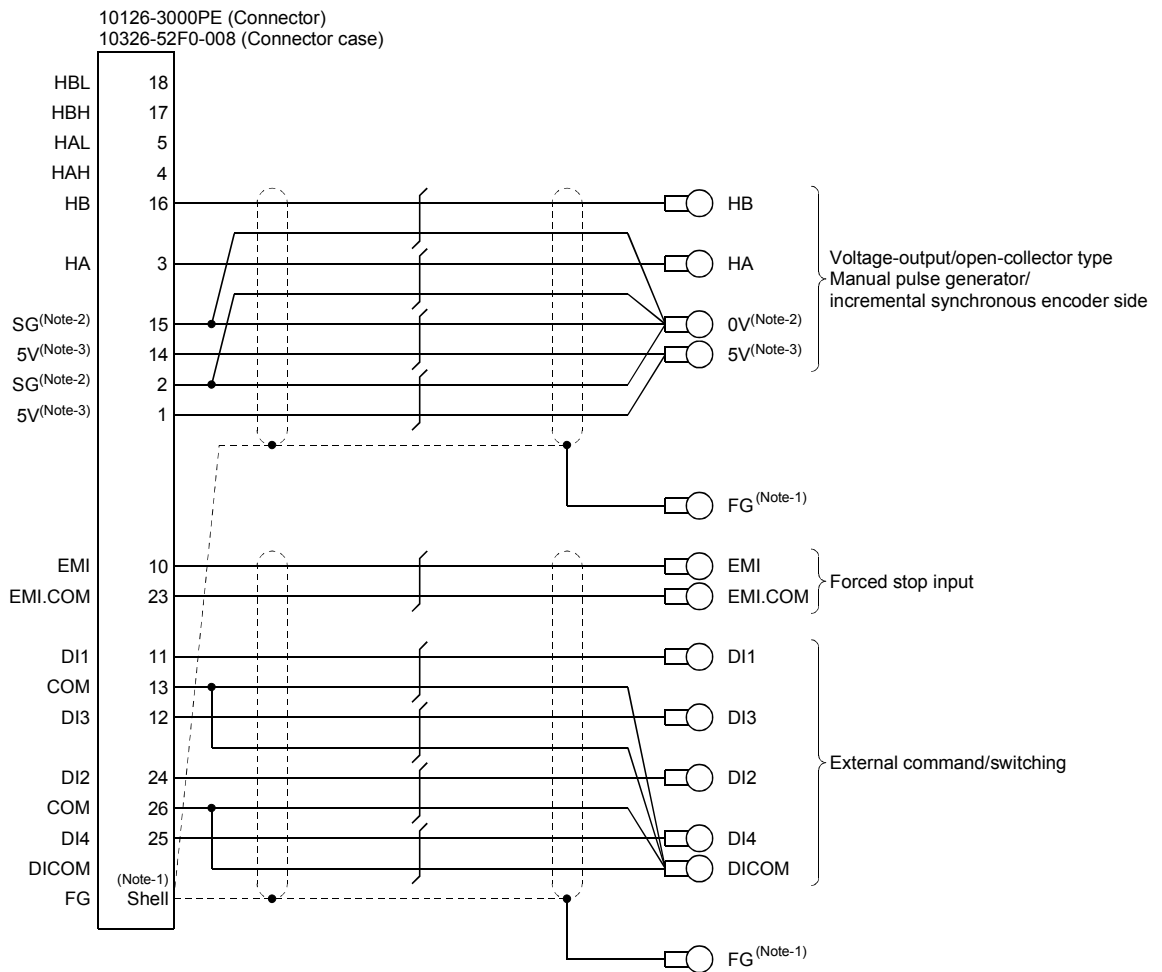 10126-3000PE (Connector)
10326-52F0-008 (Connector case)
HBL 18
HBH 17
HAL 5
HAH 4
HB 16 HB
HA 3 HA
Voltage-output/open-collector type
Manual pulse generator/
incremental synchronous encoder side
SG(Note-2) 15 0V(Note-2)
5V(Note-3) 14 5V(Note-3)
SG(Note-2) 2
5V(Note-3) 1
FG(Note-1)
EMI 10 EMI
Forced stop input
EMI.COM 23 EMI.COM
DI1 11 DI1
COM 13
DI3 12 DI3
External command/switching
DI2 24 DI2
COM 26
DI4 25 DI4
DICOM DICOM
(Note-1)
FG Shell
FG(Note-1)